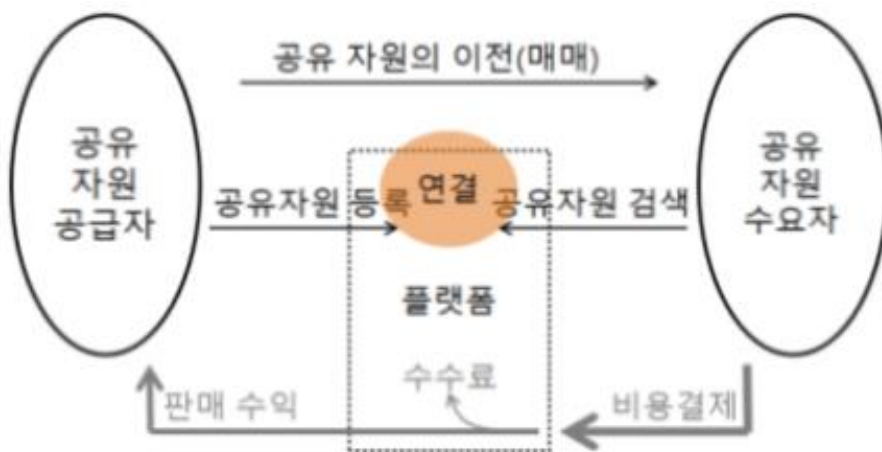 공유 자원의 이전(매매)
공유
자원
공급자
공유자원 등록
연결
공유자원 검색
공유
자원
수요자
플랫폼
수수료
판매 수익
비용결제